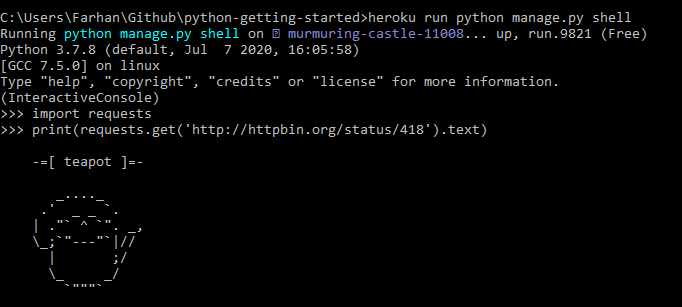 C:\Users\Farhan\Github\python-getting-started>heroku run python manage.py shell
Running python manage.py shell on ⍰ murmuring-castle-11008... up, run.9821 (Free)
Python 3.7.8 (default, Jul  7 2020, 16:05:58)
[GCC 7.5.0] on linux
Type "help", "copyright", "credits" or "license" for more information.
(InteractiveConsole)
>>> import requests
>>> print(requests.get('http://httpbin.org/status/418').text)
    -=[ teapot ]=-
       _...._
     .'  _ _ `.
    | ."` ^ `". _,
    \_;`"---"`|//
      |       ;/
      \_     _/
        `"""`